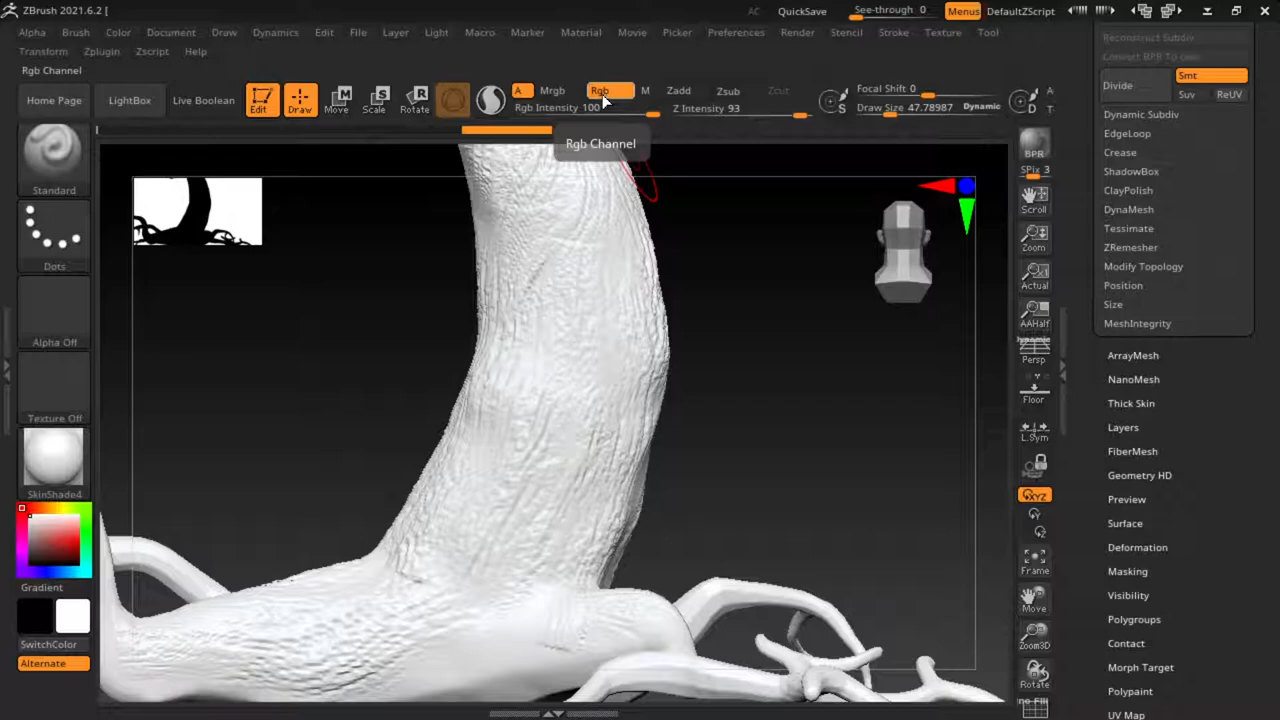 ZBrush 2021.6.2 [
AC QuickSave See-through 0 Menus DefaultZScript
Alpha Brush Color Document Draw Dynamics Edit File Layer Light Macro Marker Material Movie Picker Preferences Render Stencil Stroke Texture Tool
Transform Zplugin Zscript Help
Rgb Channel
Home Page LightBox Live Boolean Edit Draw Move Scale Rotate
A Mrgb Rgb M Zadd Zsub Zcut
Rgb Intensity 100 Z Intensity 93
Focal Shift 0
Draw Size 47.78987 Dynamic
S D
Rgb Channel
Standard
Dots
Alpha Off
Texture Off
SkinShade4
Gradient
SwitchColor
Alternate
BPR
SPix 3
Scroll
Zoom
Actual
AAHalf
Dynamic
Persp
Floor
L.Sym
XYZ
Frame
Move
Zoom3D
Rotate
Reconstruct Subdiv
Convert BPR To Geo
Divide Smt
Suv ReUV
Dynamic Subdiv
EdgeLoop
Crease
ShadowBox
ClayPolish
DynaMesh
Tessimate
ZRemesher
Modify Topology
Position
Size
MeshIntegrity
ArrayMesh
NanoMesh
Thick Skin
Layers
FiberMesh
Geometry HD
Preview
Surface
Deformation
Masking
Visibility
Polygroups
Contact
Morph Target
Polypaint
UV Map